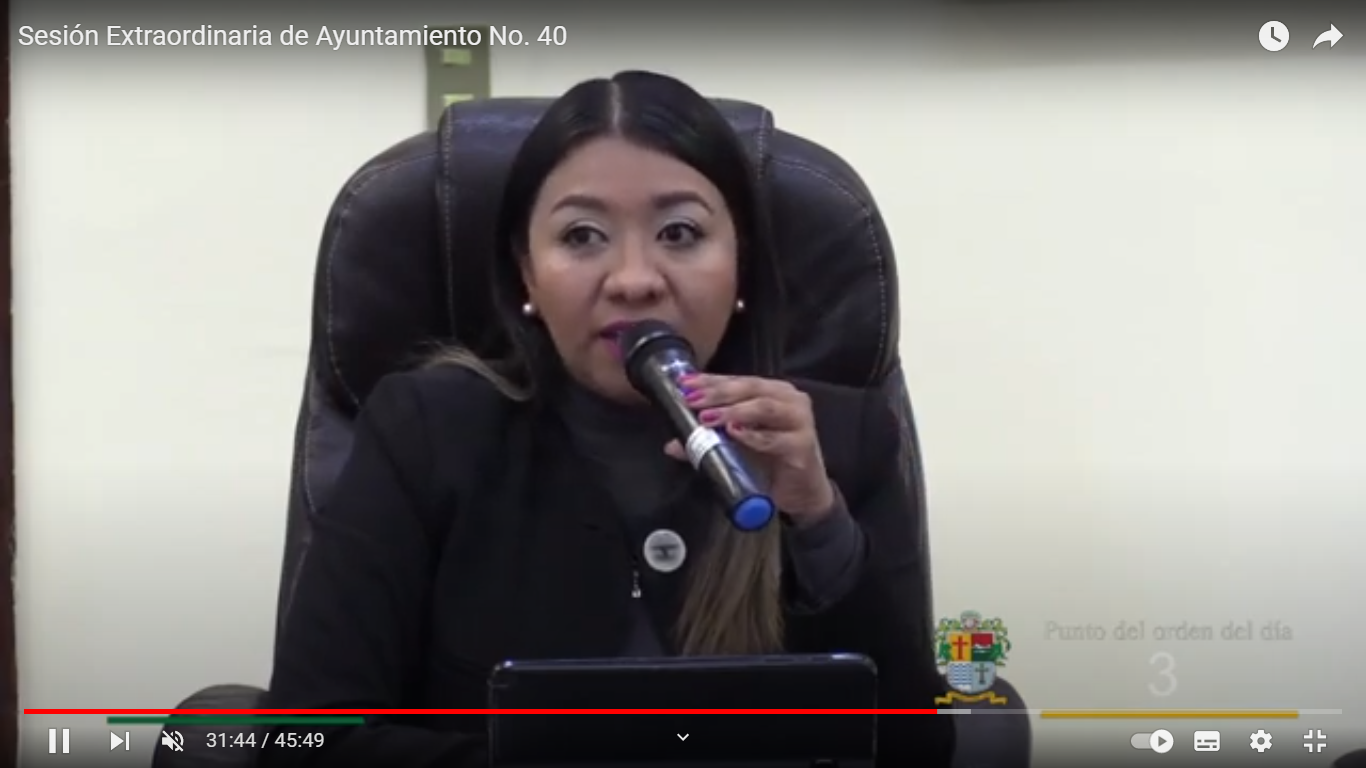 Sesión Extraordinaria de Ayuntamiento No. 40
Punto del orden del día
3
31:44 / 45:49